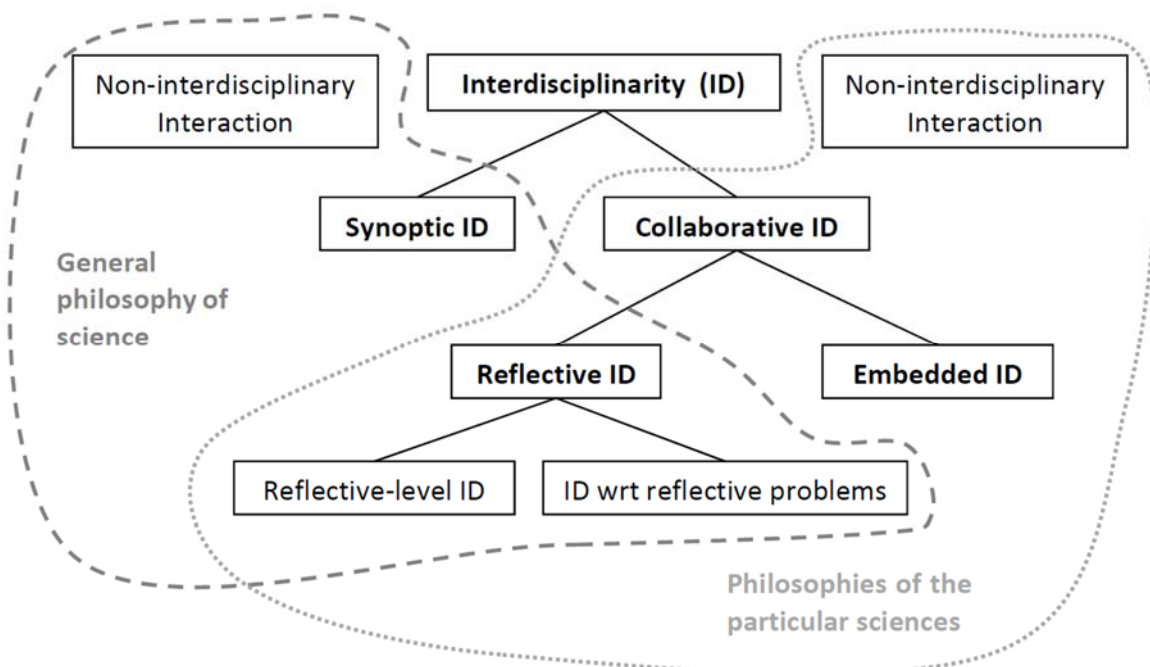 Non-interdisciplinary
Interaction
Interdisciplinarity (ID)
Non-interdisciplinary
Interaction
Synoptic ID
Collaborative ID
General
philosophy of
science
Reflective ID
Embedded ID
Reflective-level ID
ID wrt reflective problems
Philosophies of the
particular sciences